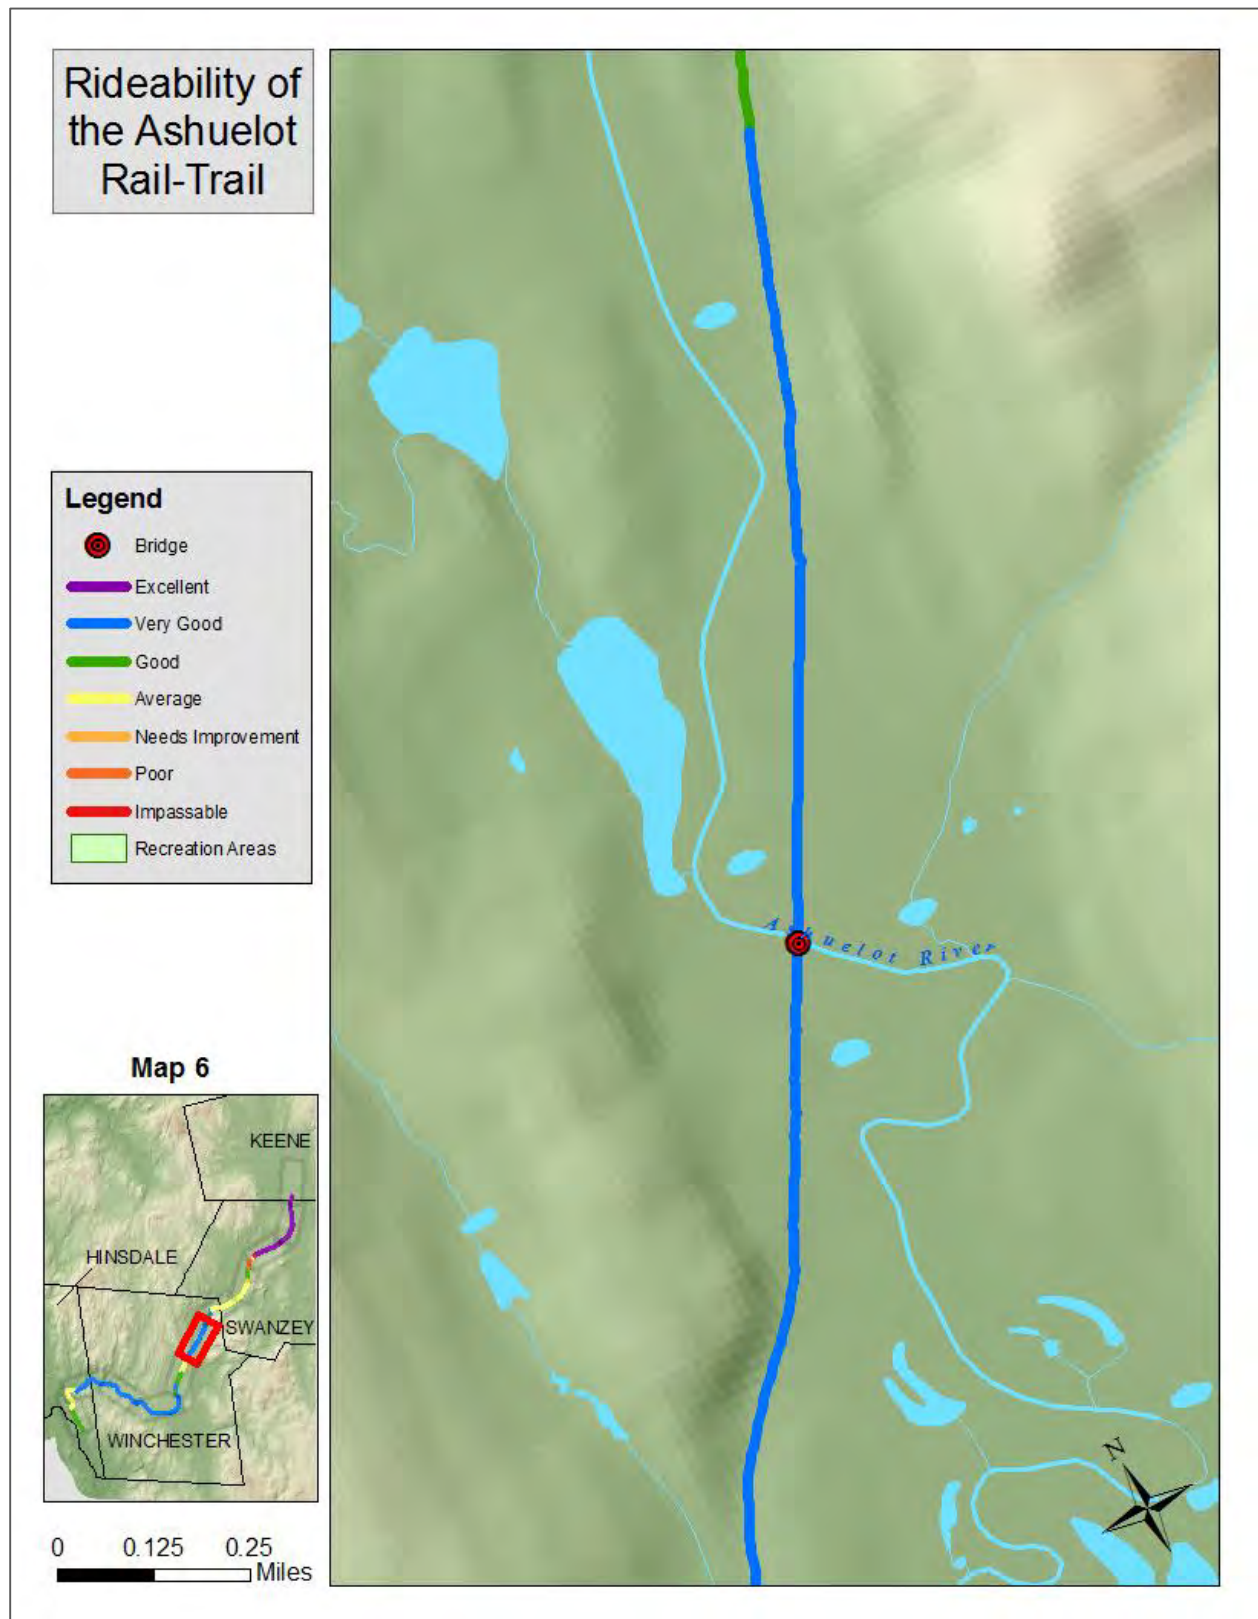 Rideability of
the Ashuelot
Rail-Trail
Legend
Bridge
Excellent
Very Good
Good
Average
Needs Improvement
Poor
Impassable
Recreation Areas
Ashuelot River
Map 6
KEENE
HINSDALE
SWANZEY
WINCHESTER
N
0 0.125 0.25
Miles